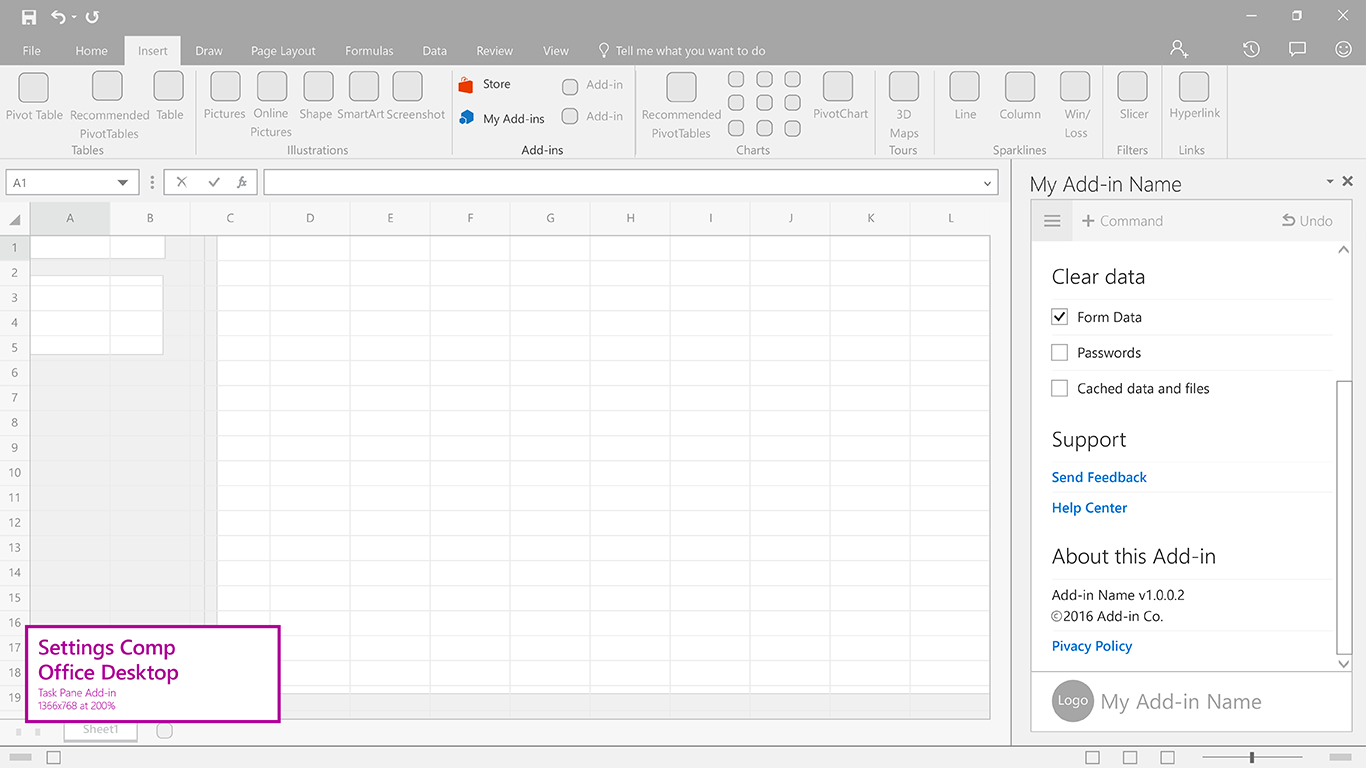 File Home Insert Draw Page Layout Formulas Data Review View Tell me what you want to do
Pivot Table
Recommended
PivotTables
Table
Tables
Pictures
Online
Pictures
Shape
SmartArt
Screenshot
Illustrations
Store
My Add-ins
Add-in
Add-in
Add-ins
Recommended
PivotTables
PivotChart
Charts
3D
Maps
Tours
Line
Column
Win/
Loss
Sparklines
Slicer
Filters
Hyperlink
Links
A1 fx
A B C D E F G H I J K L
1
2
3
4
5
6
7
8
9
10
11
12
13
14
15
16
17
18
19
Settings Comp
Office Desktop
Task Pane Add-in
1366x768 at 200%
Sheet1
My Add-in Name
+ Command Undo
Clear data
Form Data
Passwords
Cached data and files
Support
Send Feedback
Help Center
About this Add-in
Add-in Name v1.0.0.2
©2016 Add-in Co.
Pivacy Policy
Logo My Add-in Name